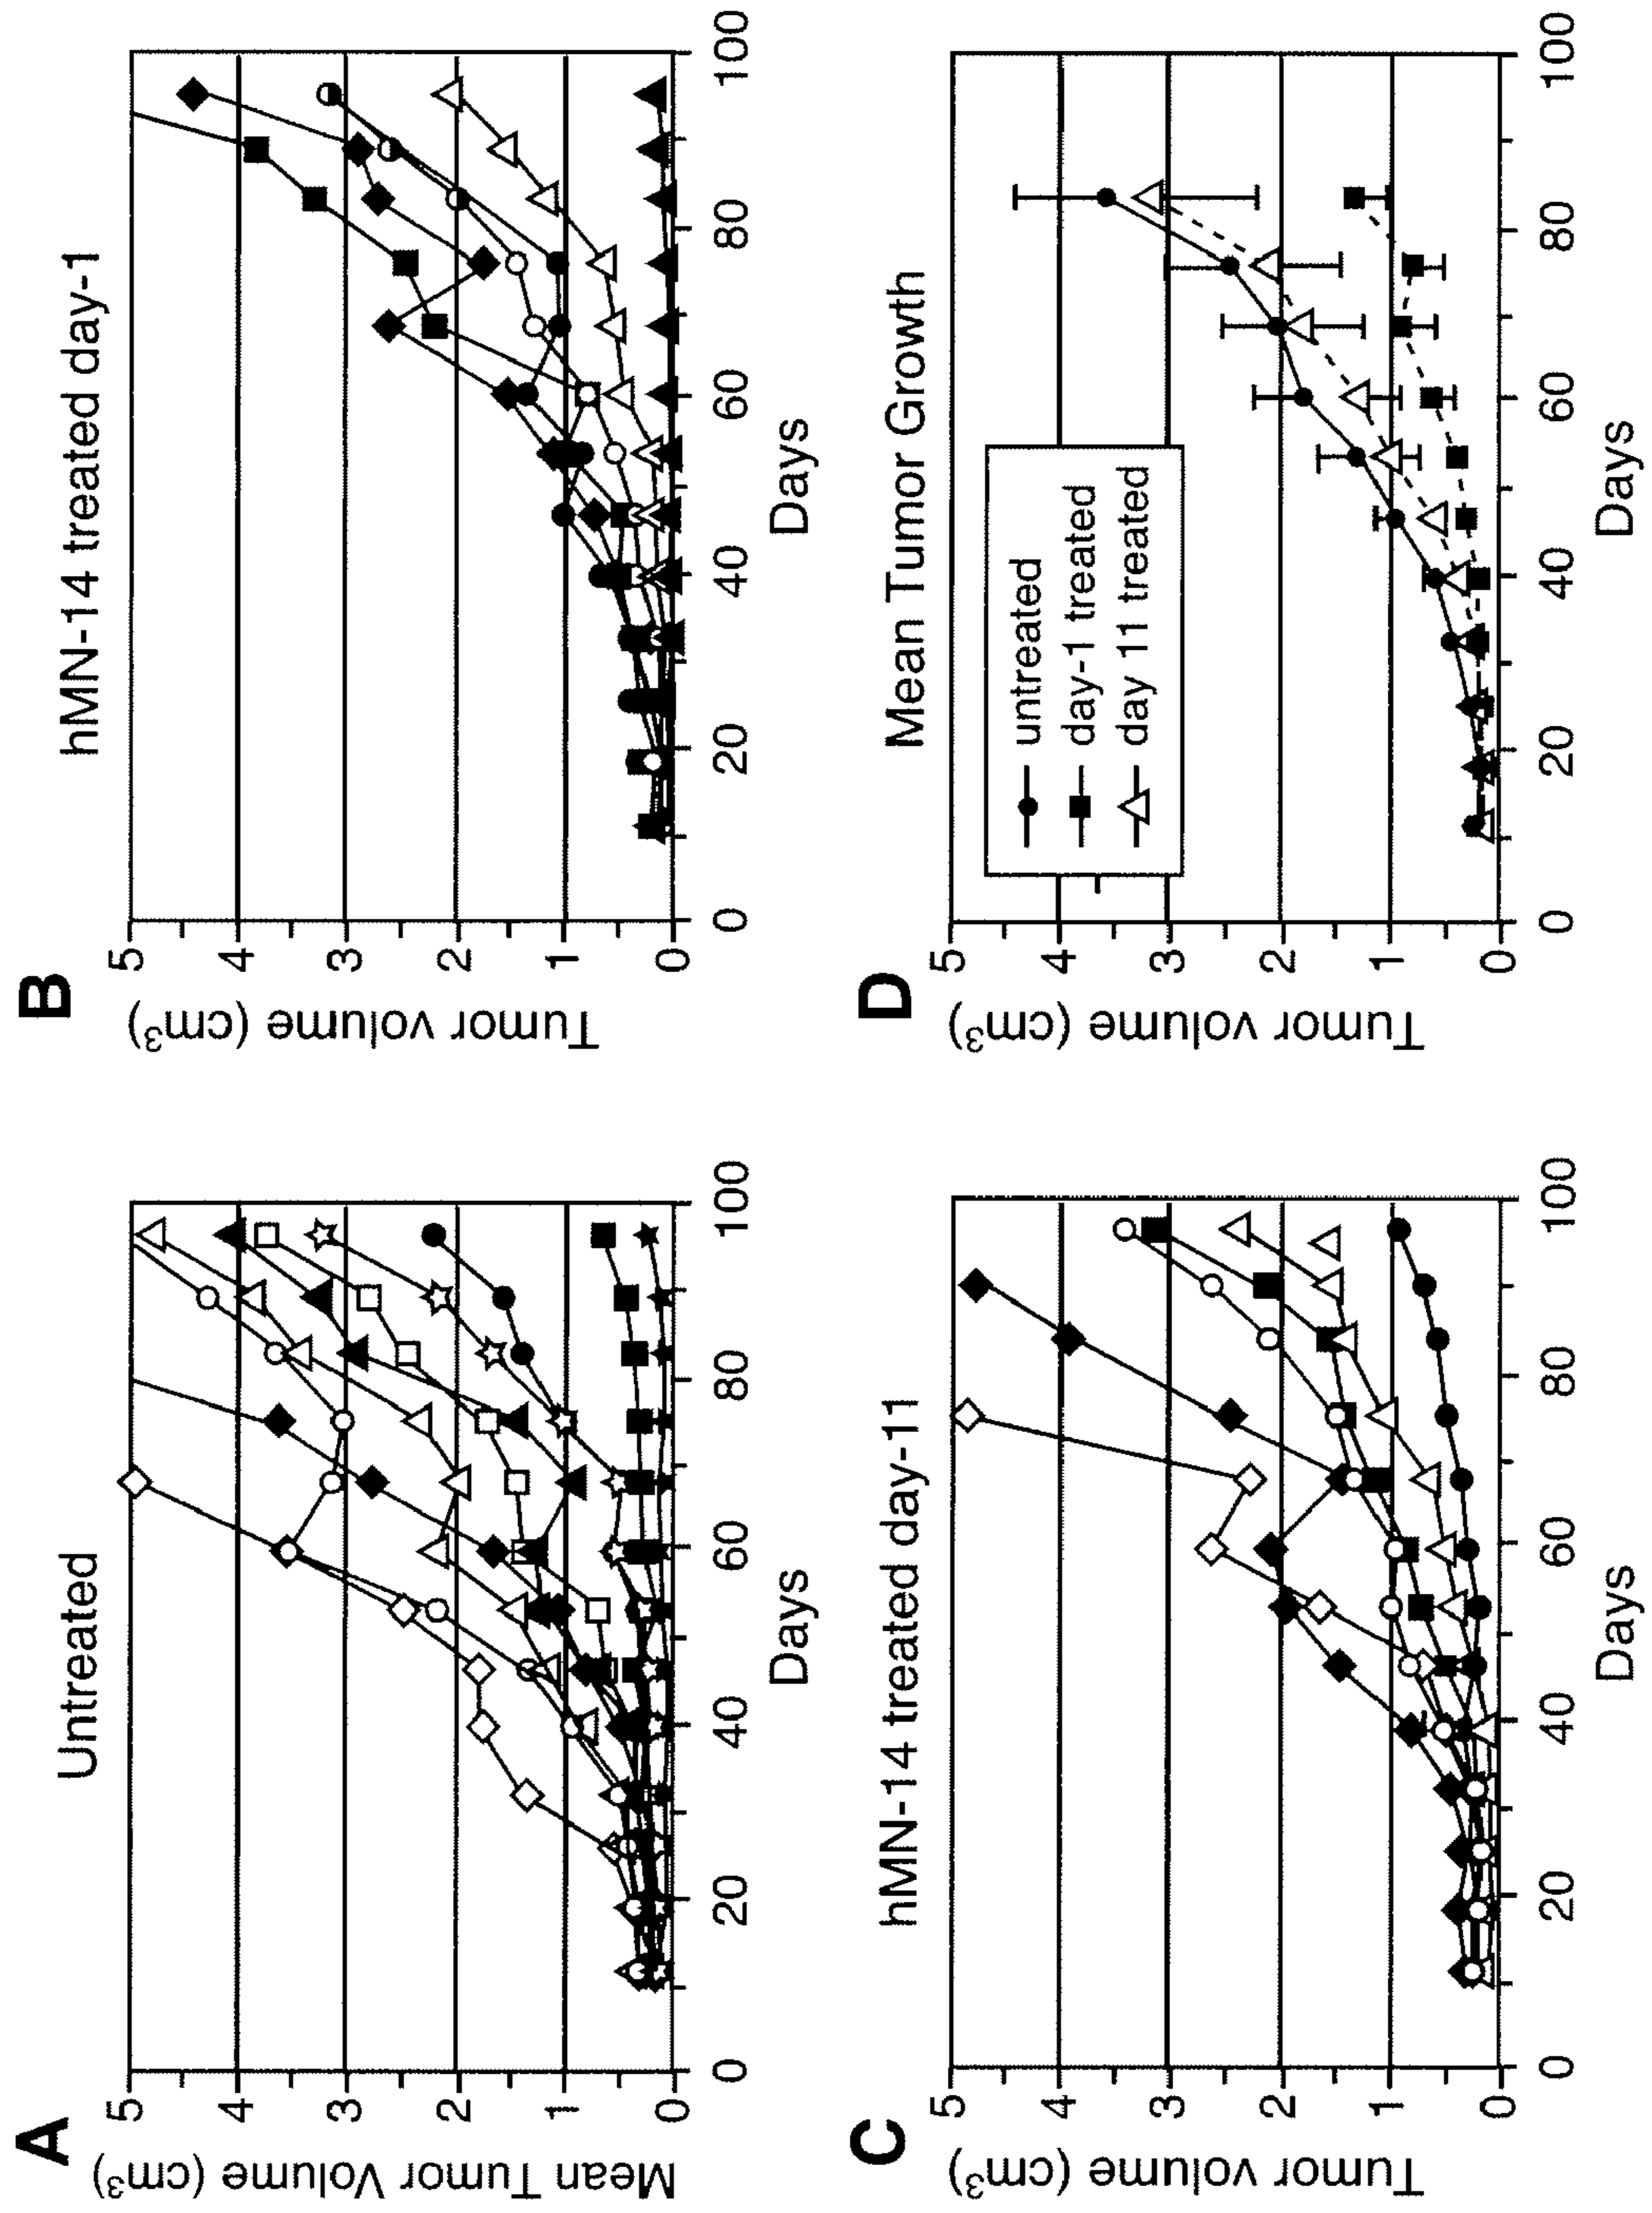 A
Untreated
Mean Tumor Volume (cm3)
5
4
3
2
1
0
0 20 40 60 80 100
Days
B
hMN-14 treated day-1
Tumor volume (cm3)
5
4
3
2
1
0
0 20 40 60 80 100
Days
C
hMN-14 treated day-11
Tumor volume (cm3)
5
4
3
2
1
0
0 20 40 60 80 100
Days
D
Mean Tumor Growth
untreated
day-1 treated
day 11 treated
Tumor volume (cm3)
5
4
3
2
1
0
0 20 40 60 80 100
Days